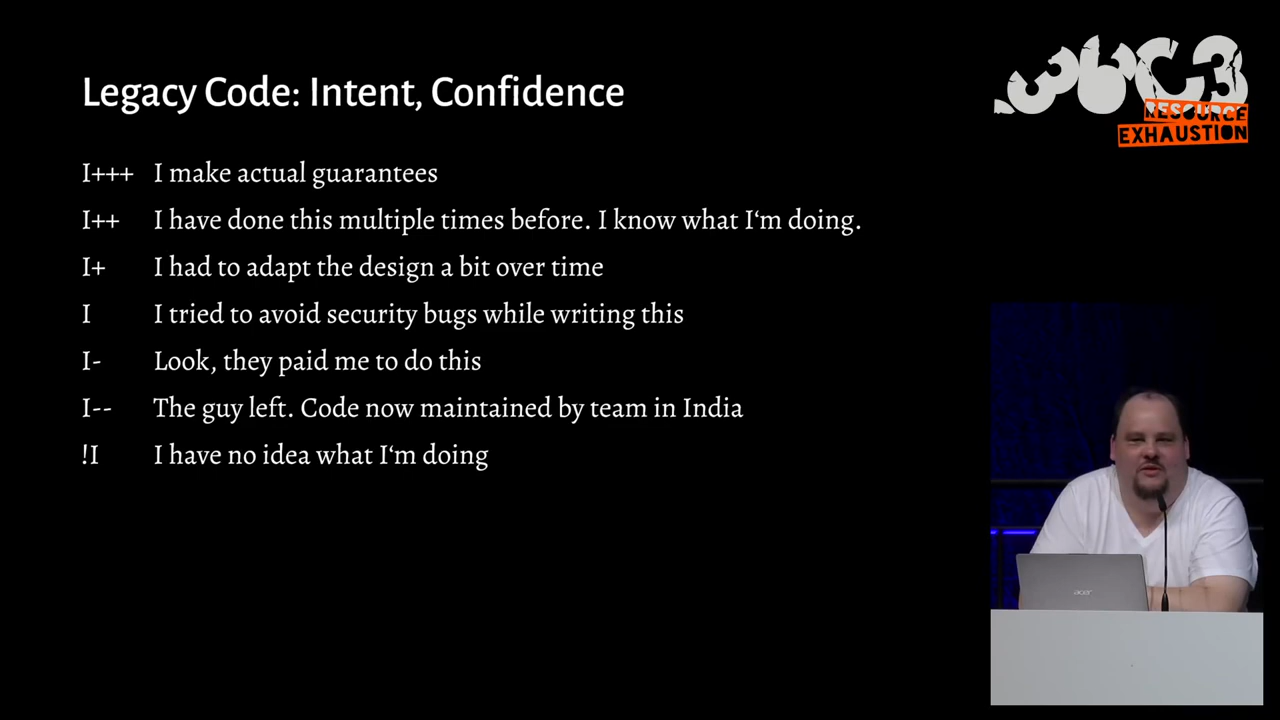 36C3
RESOURCE
EXHAUSTION
Legacy Code: Intent, Confidence
I+++ I make actual guarantees
I++ I have done this multiple times before. I know what I‘m doing.
I+ I had to adapt the design a bit over time
I I tried to avoid security bugs while writing this
I- Look, they paid me to do this
I-- The guy left. Code now maintained by team in India
!I I have no idea what I‘m doing
acer